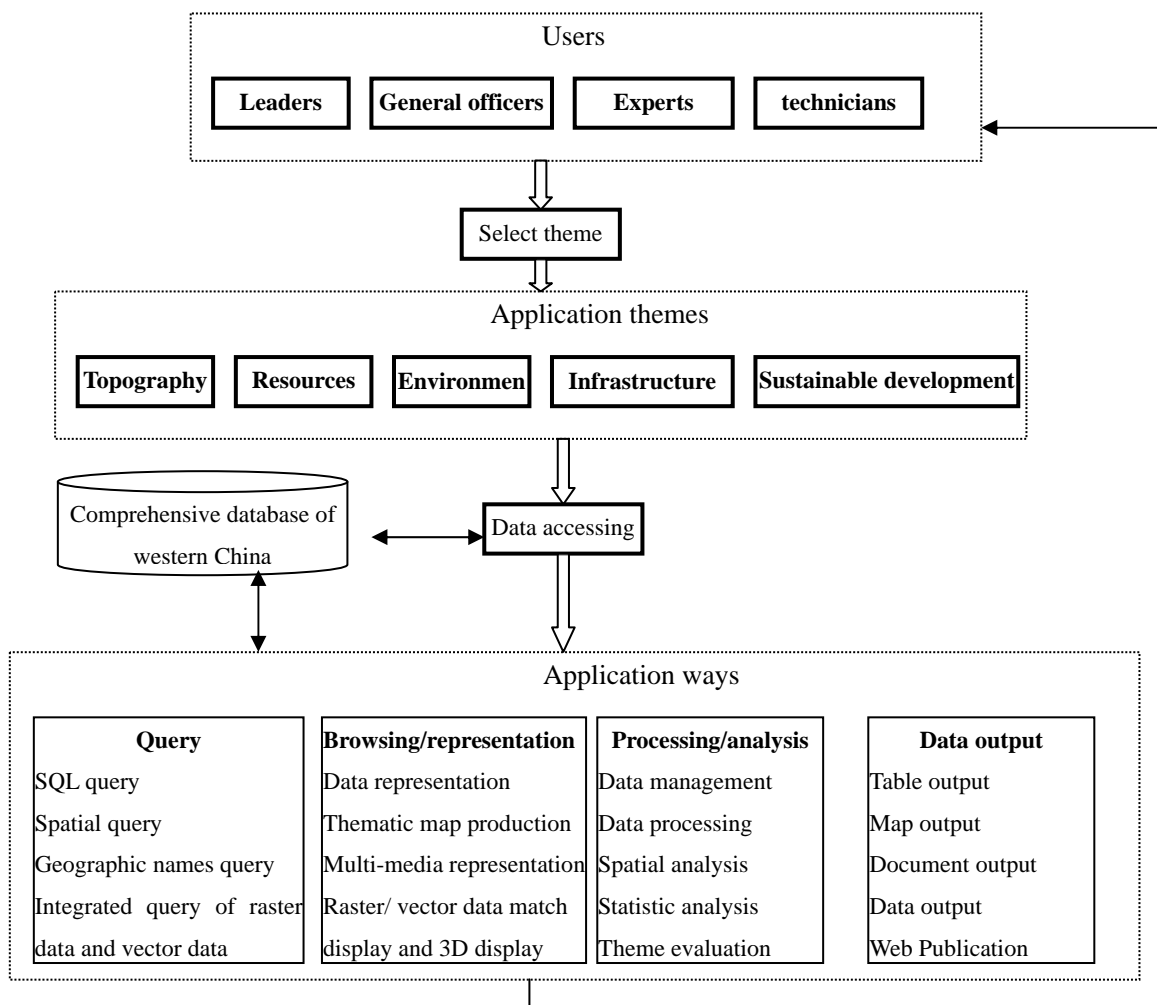 Users
Leaders
General officers
Experts
technicians
Select theme
Application themes
Topography
Resources
Environmen
Infrastructure
Sustainable development
Comprehensive database of
western China
Data accessing
Application ways
Query
SQL query
Spatial query
Geographic names query
Integrated query of raster
data and vector data
Browsing/representation
Data representation
Thematic map production
Multi-media representation
Raster/ vector data match
display and 3D display
Processing/analysis
Data management
Data processing
Spatial analysis
Statistic analysis
Theme evaluation
Data output
Table output
Map output
Document output
Data output
Web Publication